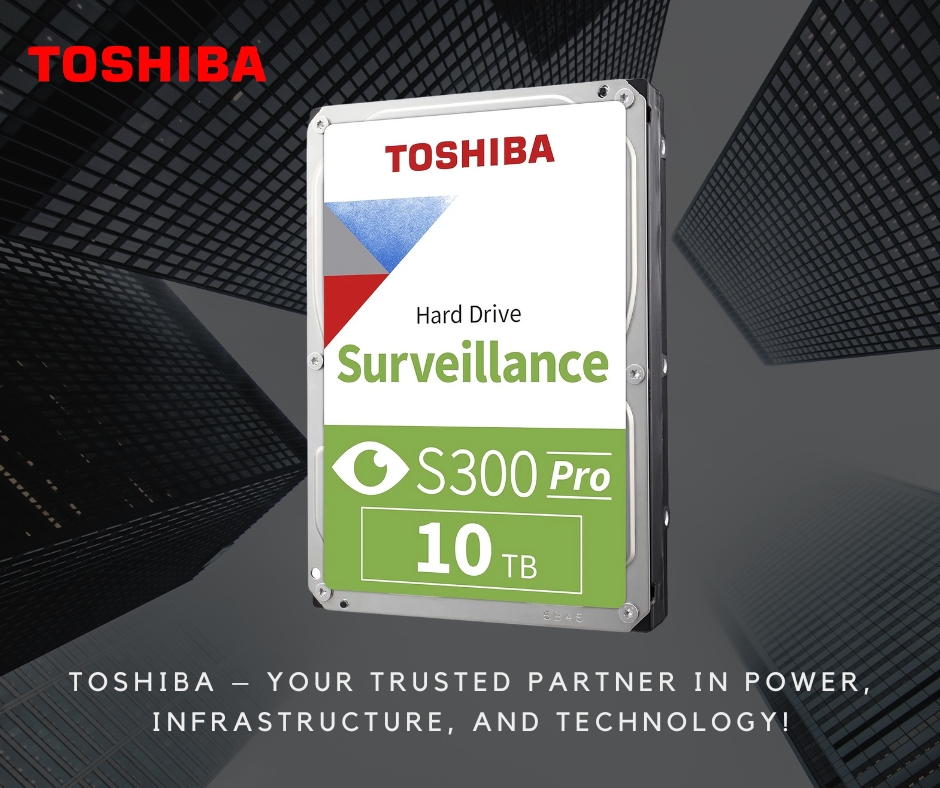 TOSHIBA
TOSHIBA
Hard Drive
Surveillance
S300 Pro
10 TB
TOSHIBA – YOUR TRUSTED PARTNER IN POWER,
INFRASTRUCTURE, AND TECHNOLOGY!